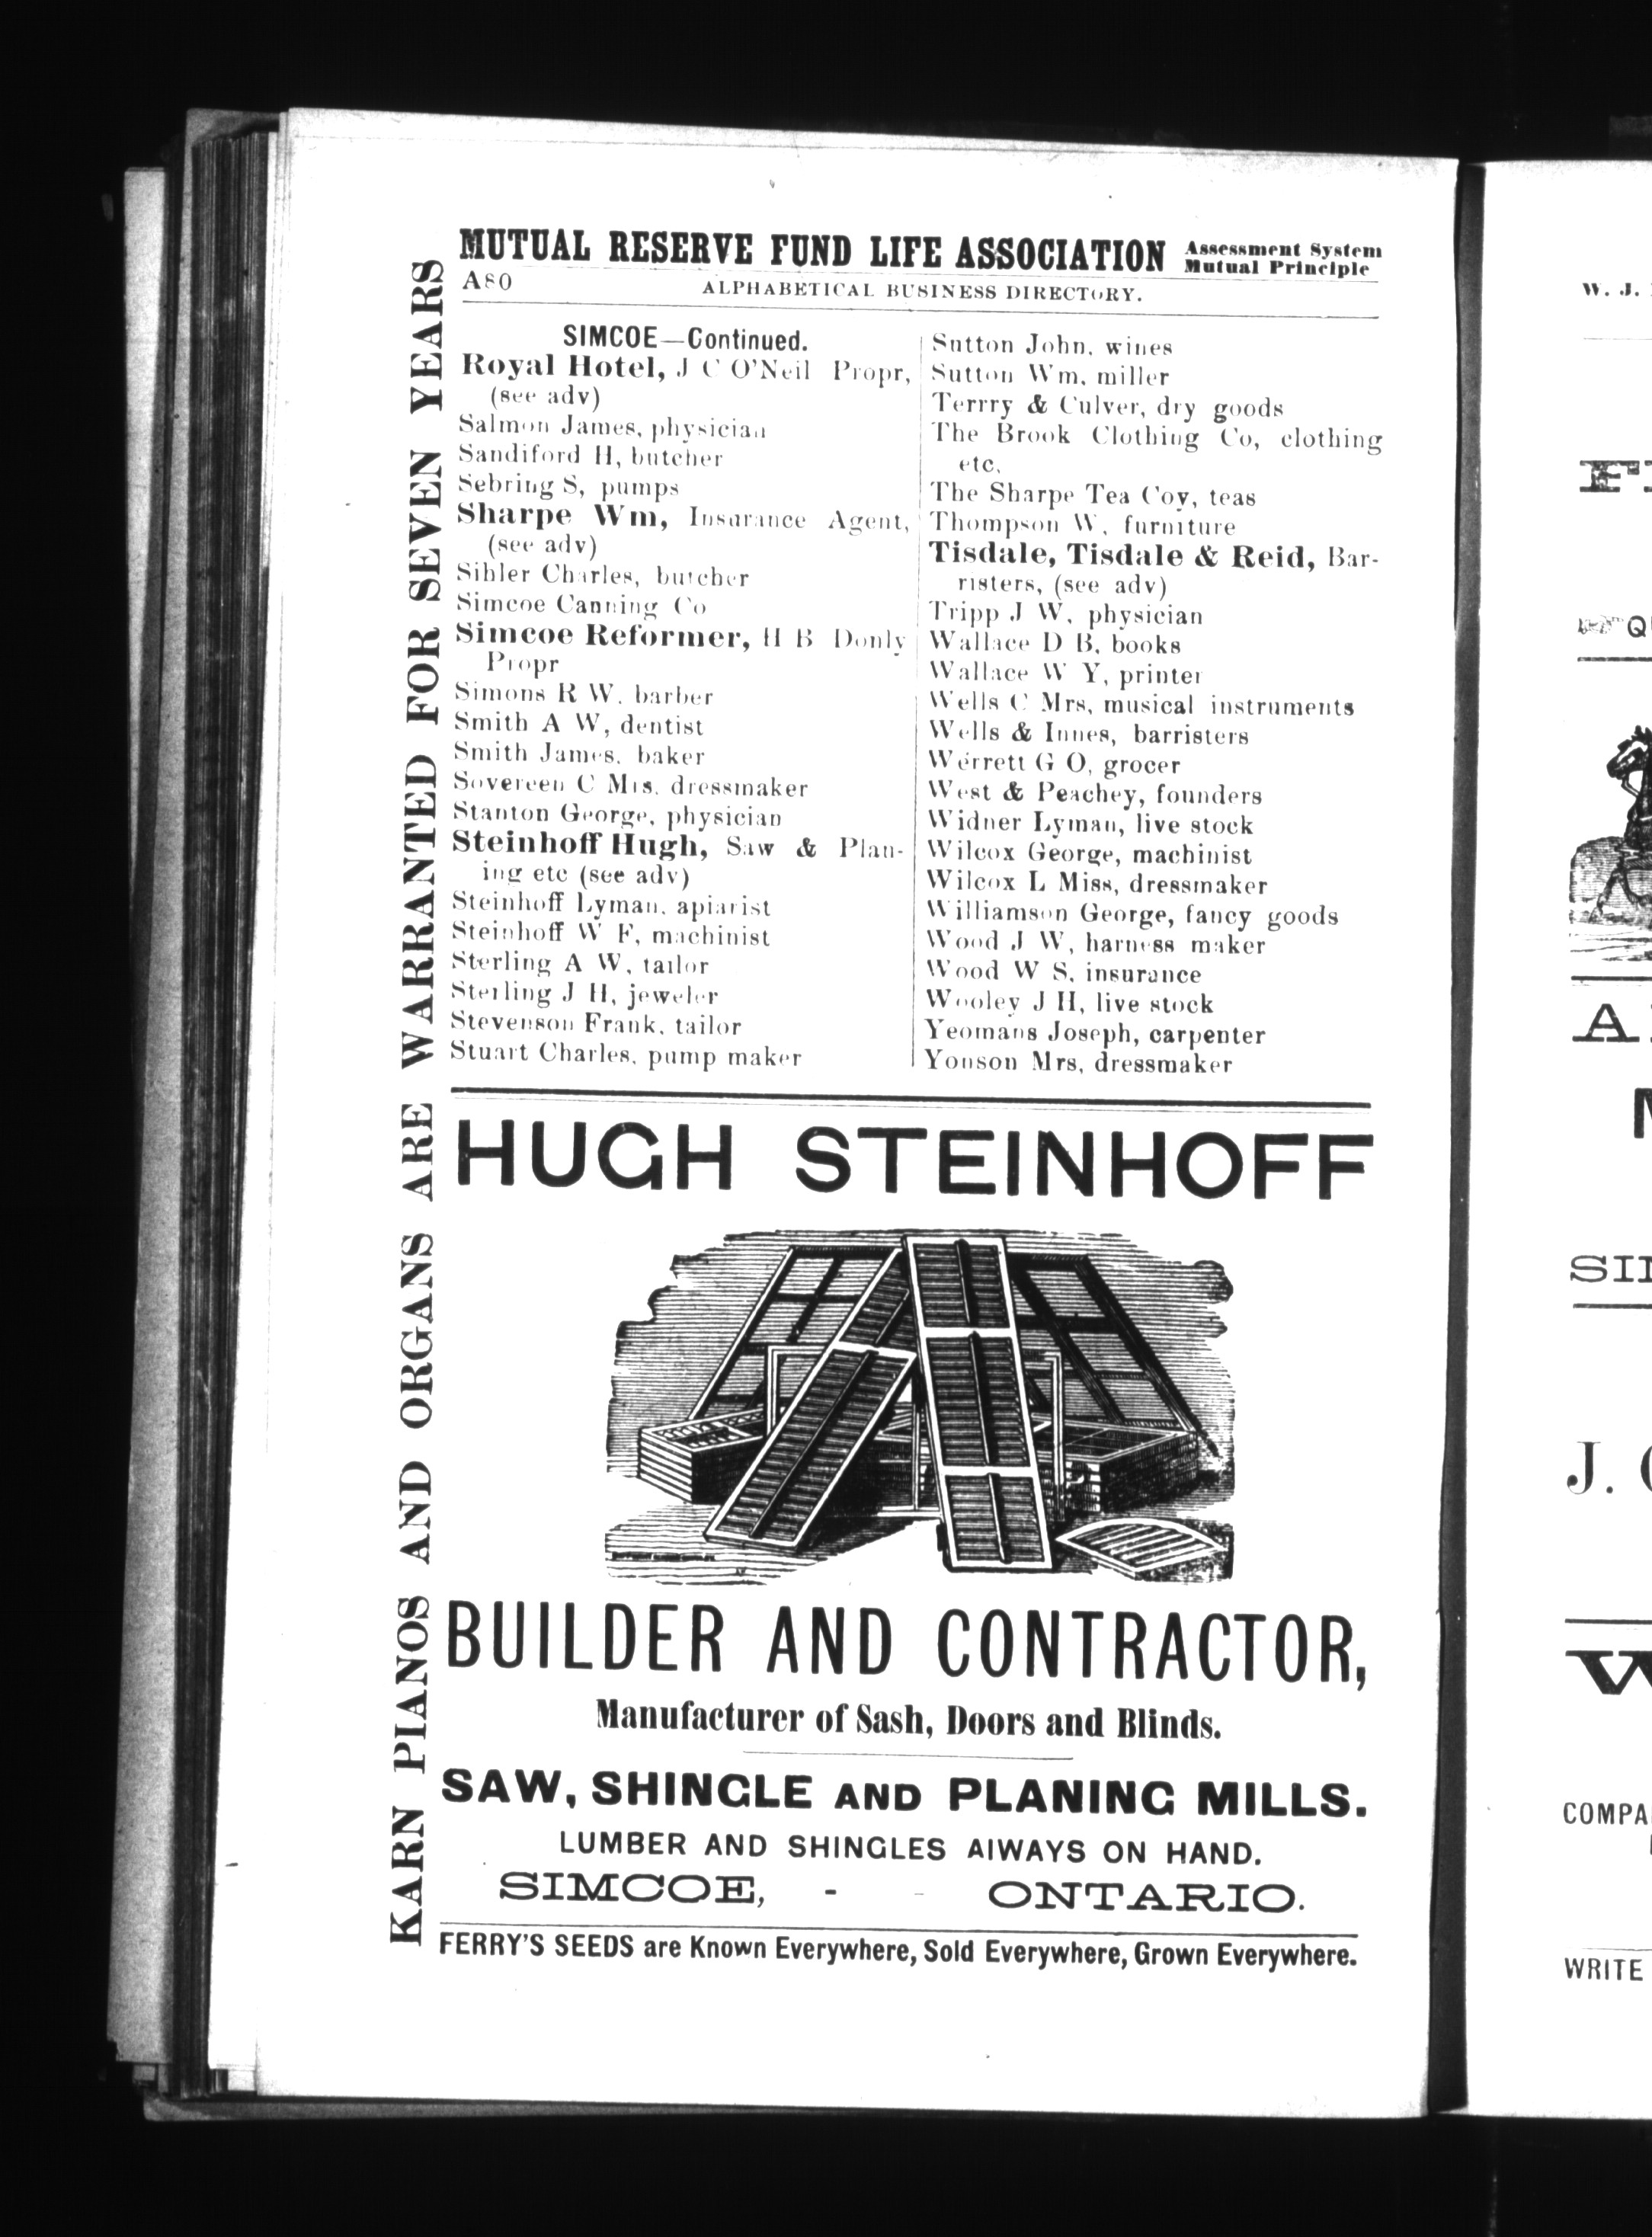 MUTUAL RESERVE FUND LIFE ASSOCIATION Assessment System
Mutual Principle
A80 ALPHABETICAL BUSINESS DIRECTORY.
SIMCOE—Continued.
Royal Hotel, J C O'Neil Propr,
(see adv)
Salmon James, physician
Sandiford H, butcher
Sebring S, pumps
Sharpe Wm, Insurance Agent,
(see adv)
Sihler Charles, butcher
Simcoe Canning Co
Simcoe Reformer, H B Donly
Propr
Simons R W, barber
Smith A W, dentist
Smith James, baker
Sovereen C Mrs, dressmaker
Stanton George, physician
Steinhoff Hugh, Saw & Plan-
ing etc (see adv)
Steinhoff Lyman, apiarist
Steinhoff W F, machinist
Sterling A W, tailor
Sterling J H, jeweler
Stevenson Frank, tailor
Stuart Charles, pump maker
Sutton John, wines
Sutton Wm, miller
Terrry & Culver, dry goods
The Brook Clothing Co, clothing
etc.
The Sharpe Tea Coy, teas
Thompson W, furniture
Tisdale, Tisdale & Reid, Bar-
risters, (see adv)
Tripp J W, physician
Wallace D B, books
Wallace W Y, printer
Wells C Mrs, musical instruments
Wells & Innes, barristers
Werrett G O, grocer
West & Peachey, founders
Widner Lyman, live stock
Wilcox George, machinist
Wilcox L Miss, dressmaker
Williamson George, fancy goods
Wood J W, harness maker
Wood W S, insurance
Wooley J H, live stock
Yeomans Joseph, carpenter
Yonson Mrs, dressmaker
HUGH STEINHOFF
BUILDER AND CONTRACTOR,
Manufacturer of Sash, Doors and Blinds.
SAW, SHINGLE AND PLANING MILLS.
LUMBER AND SHINGLES AIWAYS ON HAND.
SIMCOE, - - ONTARIO.
FERRY'S SEEDS are Known Everywhere, Sold Everywhere, Grown Everywhere.
KARN PIANOS AND ORGANS ARE WARRANTED FOR SEVEN YEARS
W. J.
J.
WRITE